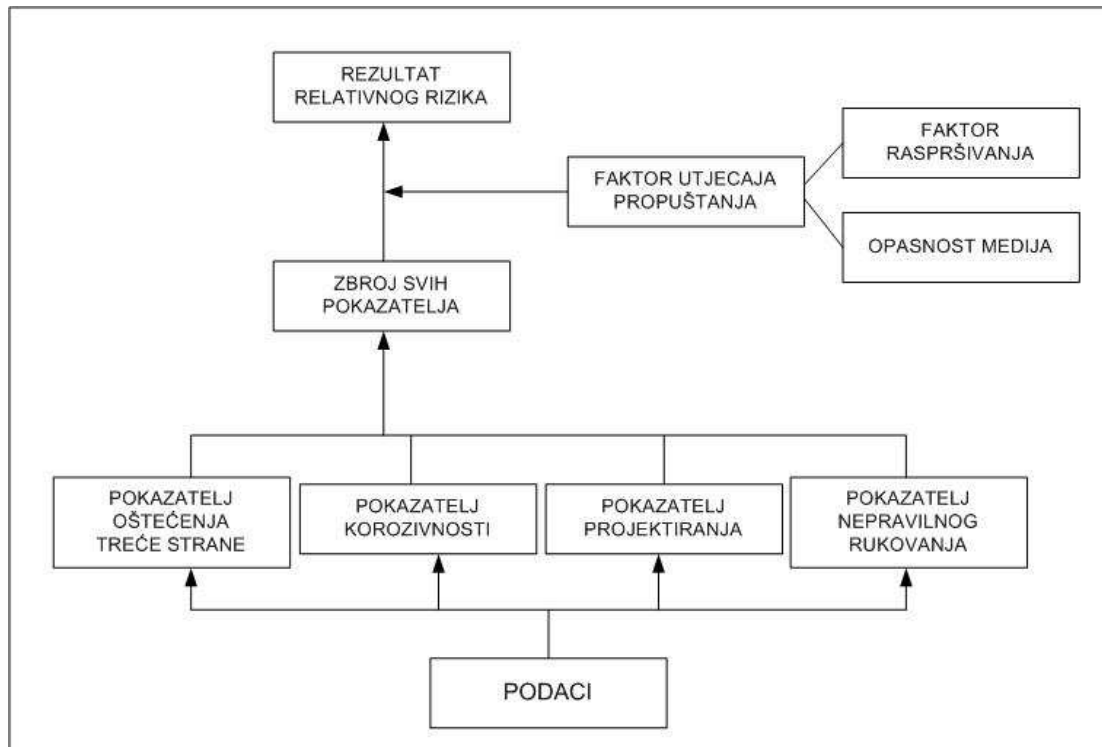 REZULTAT
RELATIVNOG RIZIKA
FAKTOR
RASPRŠIVANJA
FAKTOR UTJECAJA
PROPUŠTANJA
OPASNOST MEDIJA
ZBROJ SVIH
POKAZATELJA
POKAZATELJ
OŠTEĆENJA
TREĆE STRANE
POKAZATELJ
KOROZIVNOSTI
POKAZATELJ
PROJEKTIRANJA
POKAZATELJ
NEPRAVILNOG
RUKOVANJA
PODACI